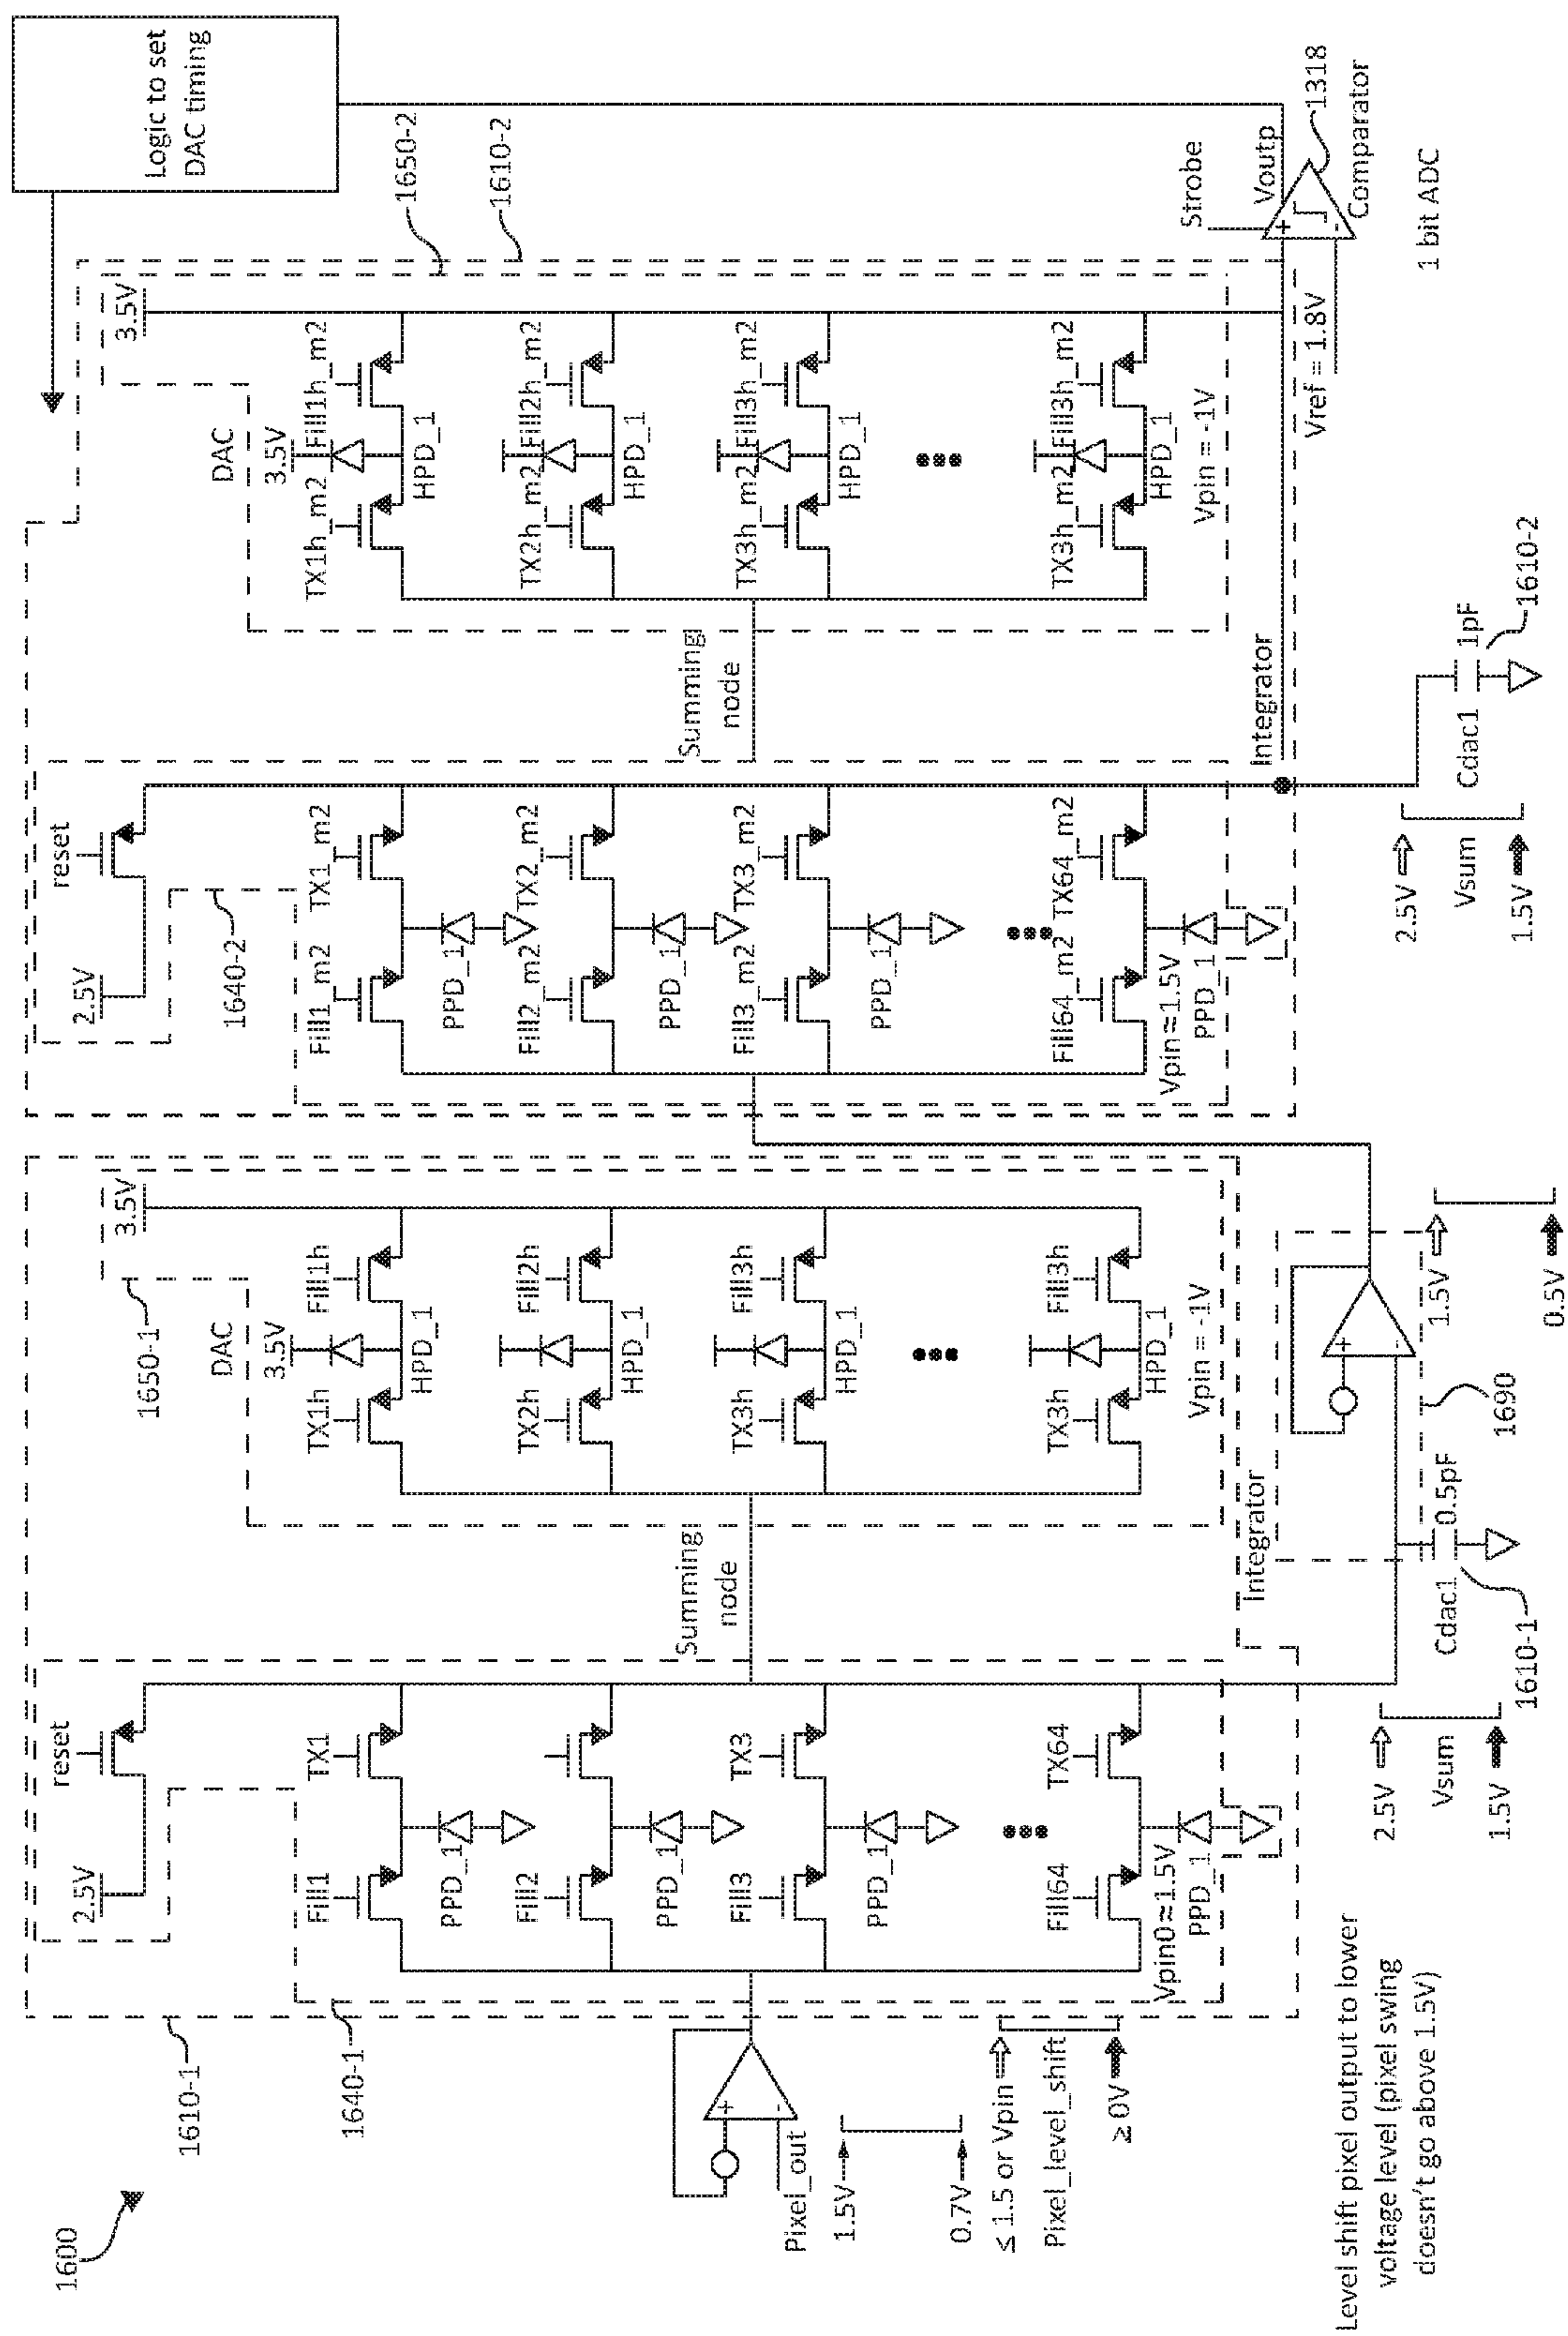 1600
1610-1
1640-1
Pixel_out
1.5V
0.7V
≤ 1.5 or Vpin
Pixel_level_shift
≥ 0V
Level shift pixel output to lower
voltage level (pixel swing
doesn't go above 1.5V)
reset
2.5V
Fill1
TX1
PPD_1
Fill2
PPD_1
Fill3
TX3
PPD_1
Fill64
TX64
Vpin0≈1.5V
PPD_1
Summing
node
2.5V
Vsum
1.5V
1610-1
Cdac1
0.5pF
Integrator
1690
1650-1
DAC
3.5V
3.5V
TX1h
Fill1h
HPD_1
TX2h
Fill2h
HPD_1
TX3h
Fill3h
HPD_1
TX3h
Fill3h
HPD_1
Vpin = -1V
1.5V
0.5V
reset
2.5V
1640-2
Fill1_m2
TX1_m2
PPD_1
Fill2_m2
TX2_m2
PPD_1
Fill3_m2
TX3_m2
PPD_1
Fill64_m2
TX64_m2
Vpin≈1.5V
PPD_1
Summing
node
Integrator
2.5V
Vsum
1.5V
Cdac1
1pF
1610-2
DAC
3.5V
3.5V
TX1h_m2
Fill1h_m2
HPD_1
TX2h_m2
Fill2h_m2
HPD_1
TX3h_m2
Fill3h_m2
HPD_1
TX3h_m2
Fill3h_m2
HPD_1
Vpin = -1V
1650-2
1610-2
Logic to set
DAC timing
Strobe
Voutp
Vref = 1.8V
1318
Comparator
1 bit ADC